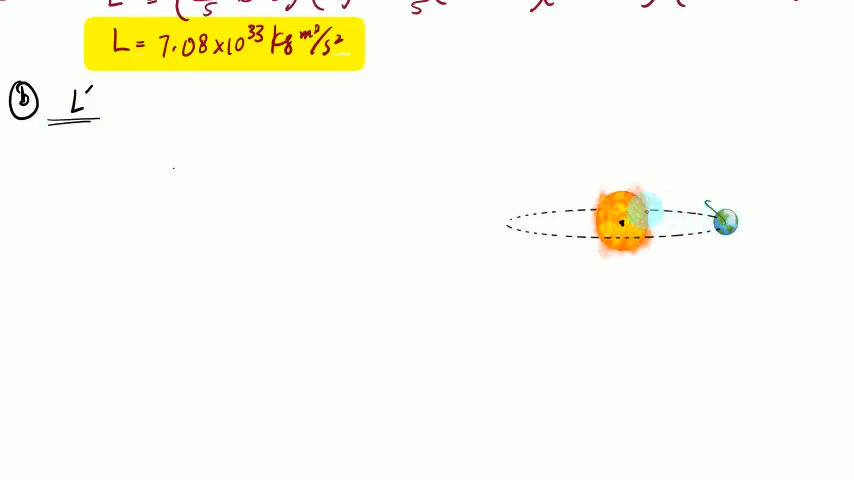 L = 7.08×10³³ kg m²/s²
ⓑ L′